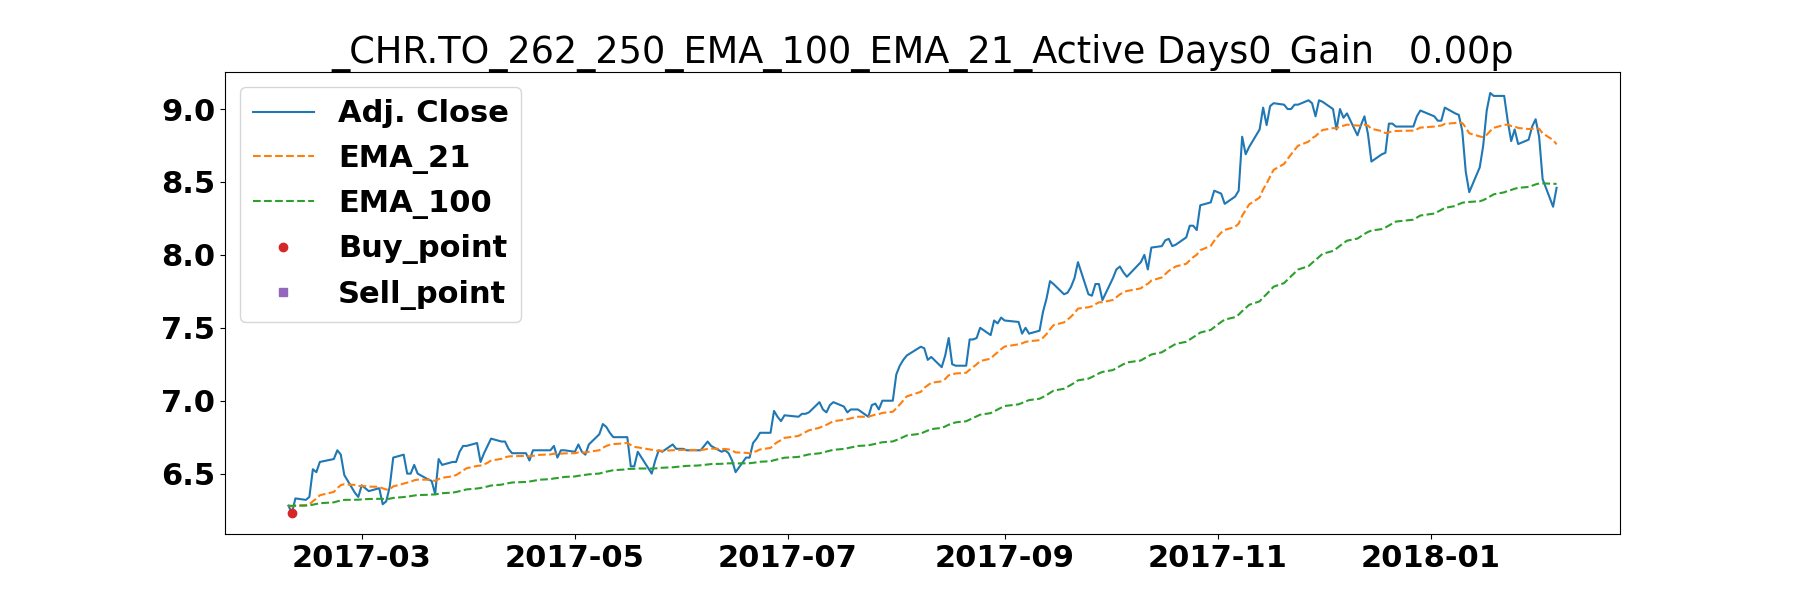 _CHR.TO_262_250_EMA_100_EMA_21_Active Days0_Gain   0.00p
9.0
8.5
8.0
7.5
7.0
6.5
Adj. Close
EMA_21
EMA_100
Buy_point
Sell_point
2017-03 2017-05 2017-07 2017-09 2017-11 2018-01